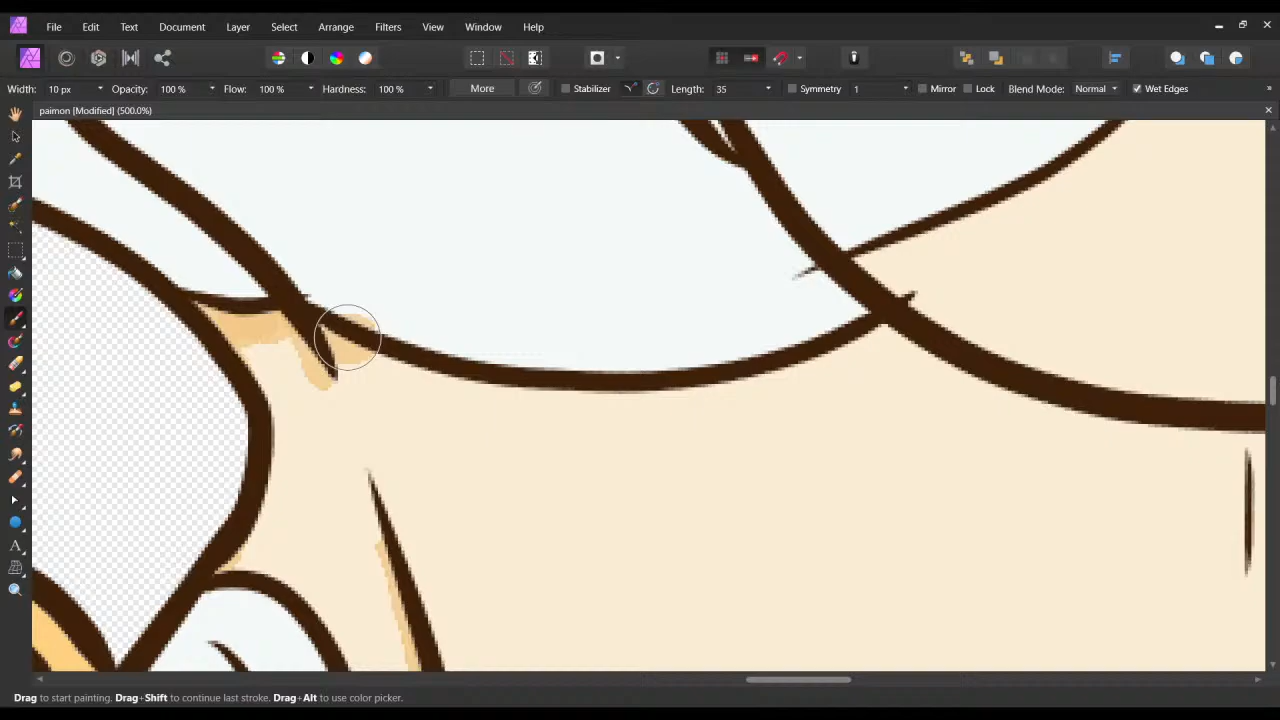 File Edit Text Document Layer Select Arrange Filters View Window Help
Width: 10 px Opacity: 100 % Flow: 100 % Hardness: 100 % More Stabilizer Length: 35 Symmetry 1 Mirror Lock Blend Mode: Normal Wet Edges »
paimon [Modified] (500.0%)
A
Drag to start painting. Drag+Shift to continue last stroke. Drag+Alt to use color picker.